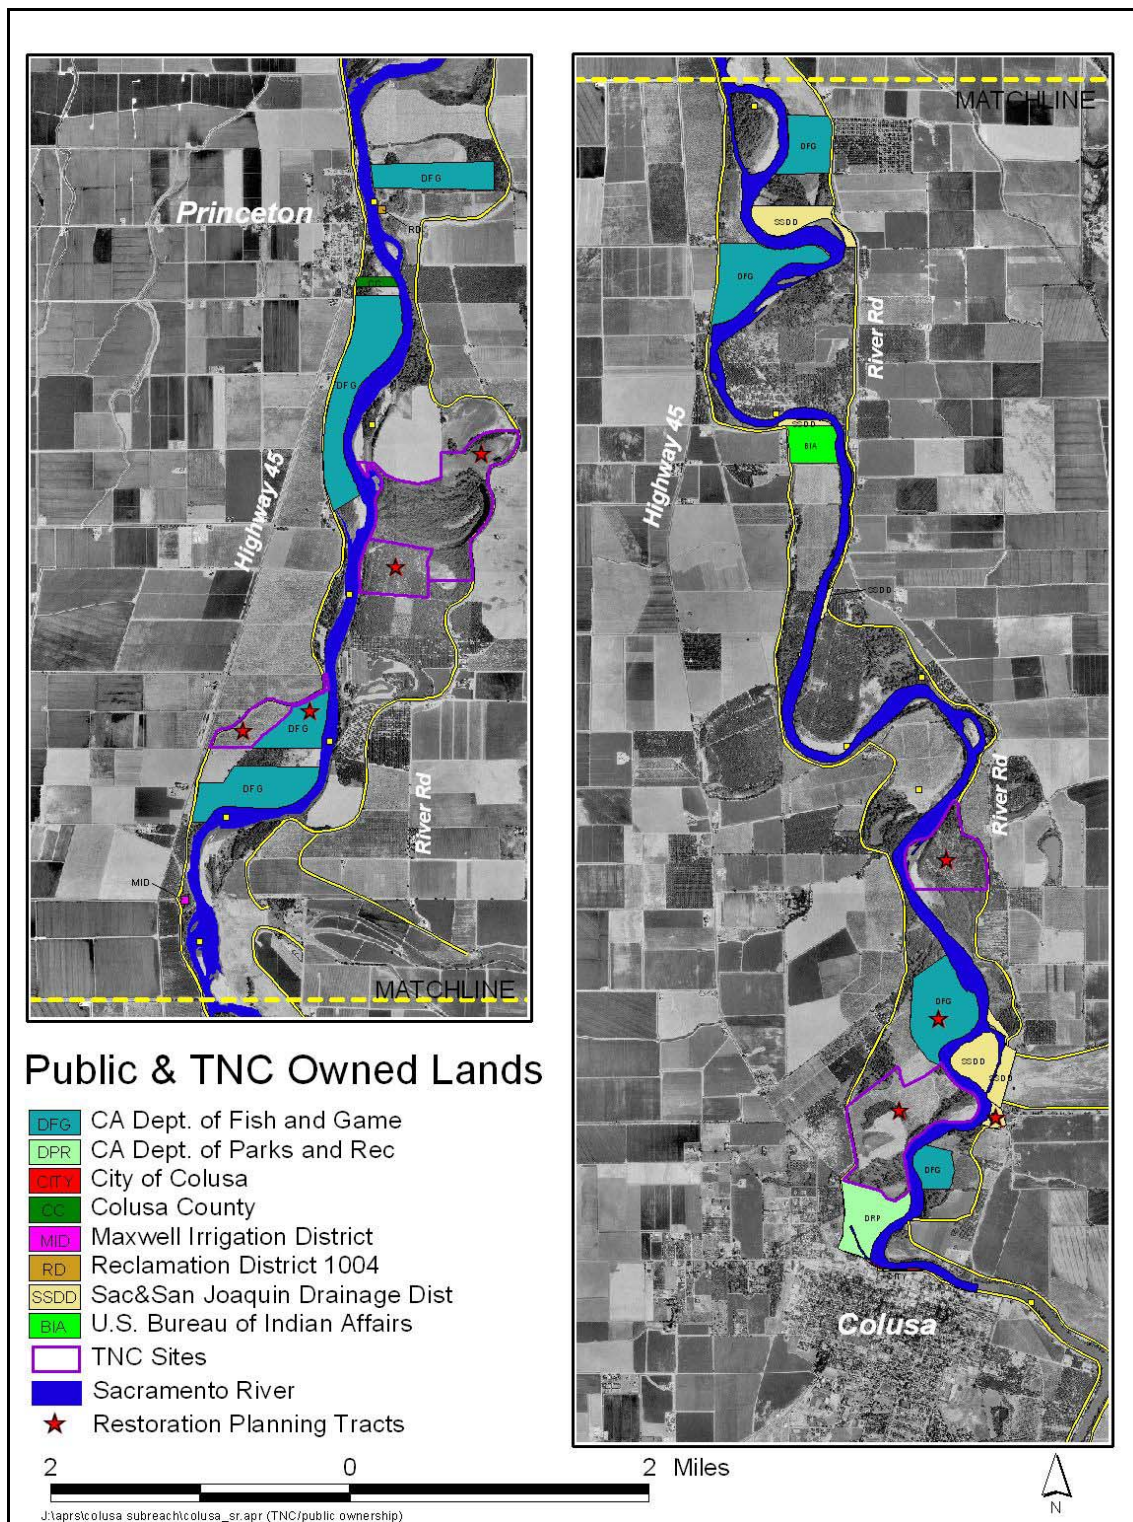 DFG
Princeton
RD
CC
DFG
Highway 45
DFG
DFG
River Rd
MID
MATCHLINE
MATCHLINE
DFG
SSDD
DFG
River Rd
Highway 45
SSDD
BIA
SSDD
River Rd
DFG
SSDD
SSDD
DFG
DRP
Colusa
Public & TNC Owned Lands
DFG CA Dept. of Fish and Game
DPR CA Dept. of Parks and Rec
CITY City of Colusa
CC Colusa County
MID Maxwell Irrigation District
RD Reclamation District 1004
SSDD Sac&San Joaquin Drainage Dist
BIA U.S. Bureau of Indian Affairs
TNC Sites
Sacramento River
Restoration Planning Tracts
2 0 2 Miles
N
J:\aprs\colusa subreach\colusa_sr.apr (TNC/public ownership)